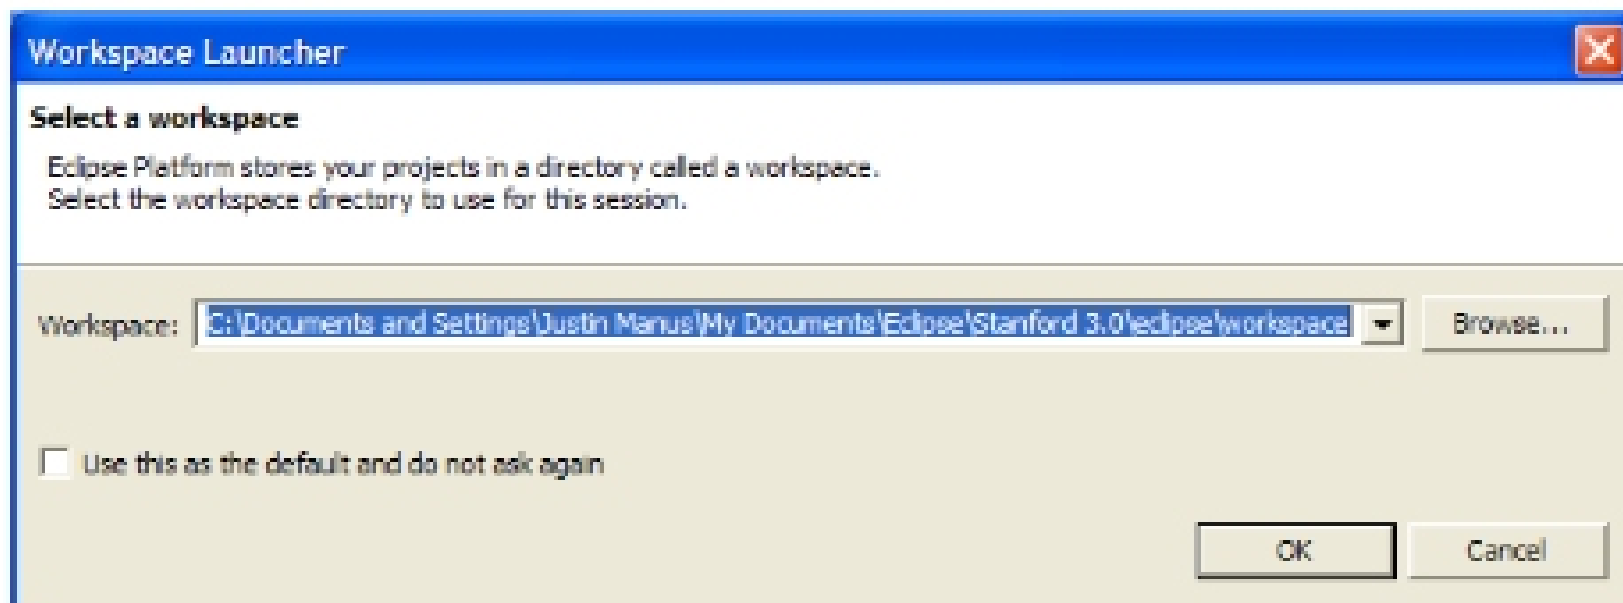 Workspace Launcher
Select a workspace
Eclipse Platform stores your projects in a directory called a workspace.
Select the workspace directory to use for this session.
Workspace: C:\Documents and Settings\Justin Manus\My Documents\Eclipse\Stanford 3.0\eclipse\workspace Browse...
Use this as the default and do not ask again
OK Cancel